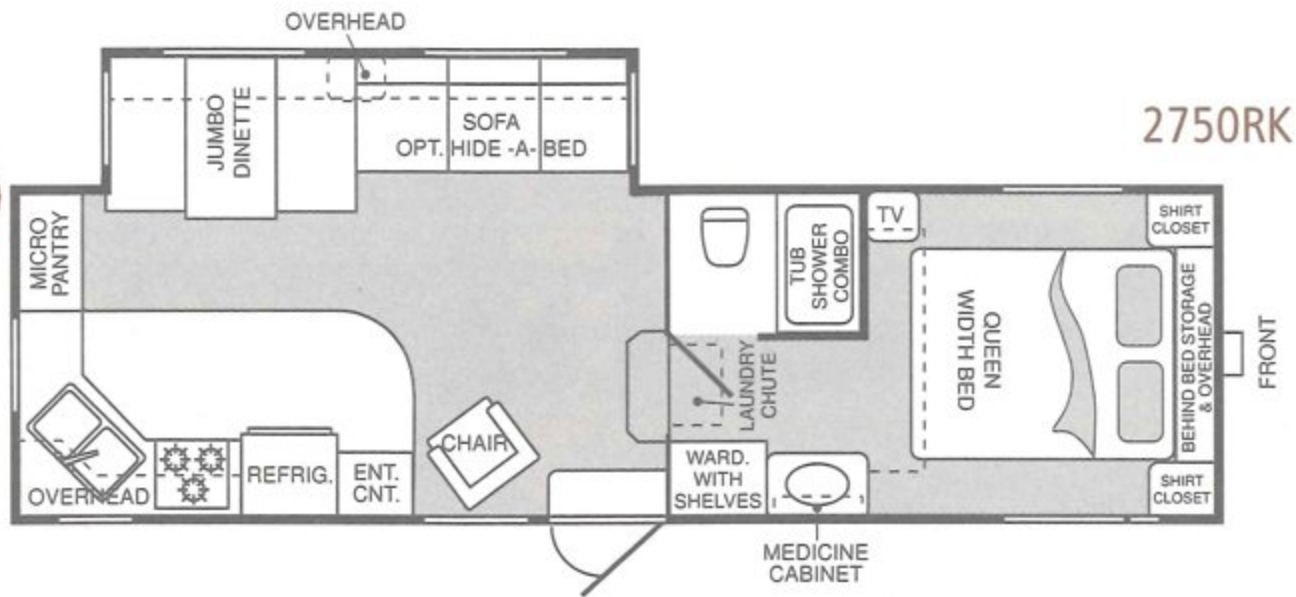 OVERHEAD
2750RK
JUMBO
DINETTE
SOFA
OPT. HIDE -A- BED
MICRO
PANTRY
TUB
SHOWER
COMBO
TV
SHIRT
CLOSET
QUEEN
WIDTH BED
BEHIND BED STORAGE
& OVERHEAD
FRONT
LAUNDRY
CHUTE
CHAIR
OVERHEAD
REFRIG.
ENT.
CNT.
WARD.
WITH
SHELVES
SHIRT
CLOSET
MEDICINE
CABINET